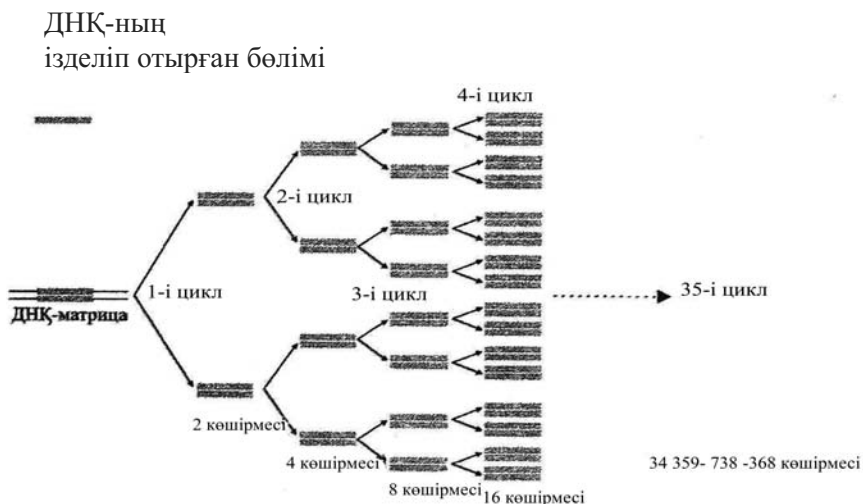 ДНҚ-ның
ізделіп отырған бөлімі
4-і цикл
2-і цикл
1-і цикл
3-і цикл
35-і цикл
ДНҚ-матрица
2 көшірмесі
4 көшірмесі
34 359- 738 -368 көшірмесі
8 көшірмесі
16 көшірмесі